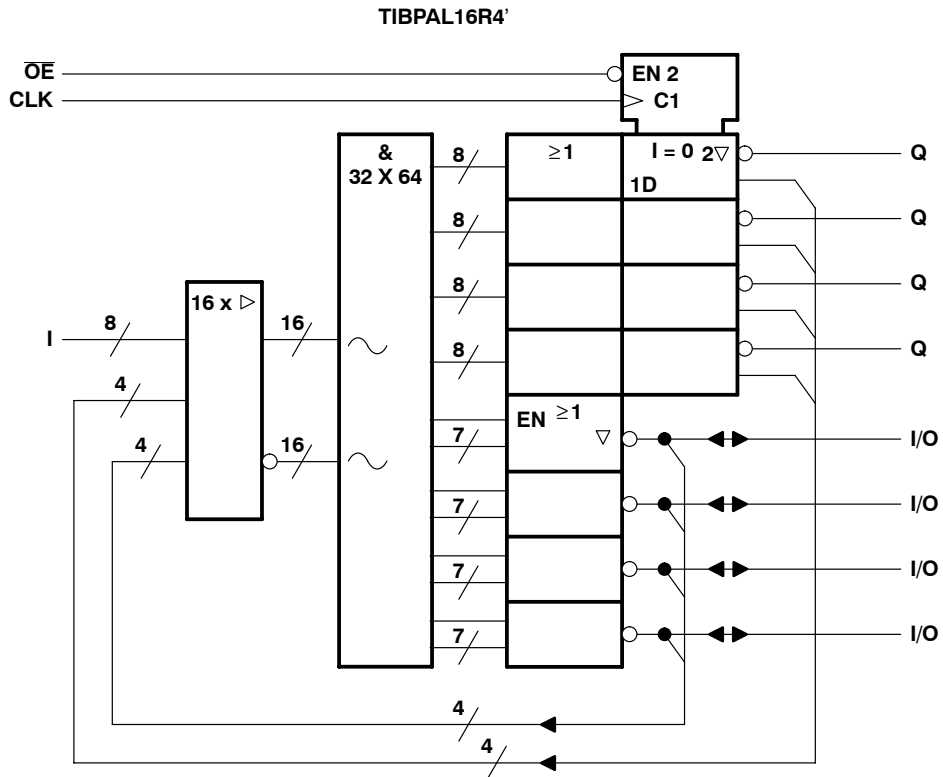 TIBPAL16R4'
OE
EN 2
CLK
C1
&
32 X 64
8
≥1
I = 0 2▽
Q
1D
8
Q
8
Q
16 x ▷
I
8
16
8
Q
4
EN ≥1
▽
7
I/O
4
16
7
I/O
7
I/O
7
I/O
4
4